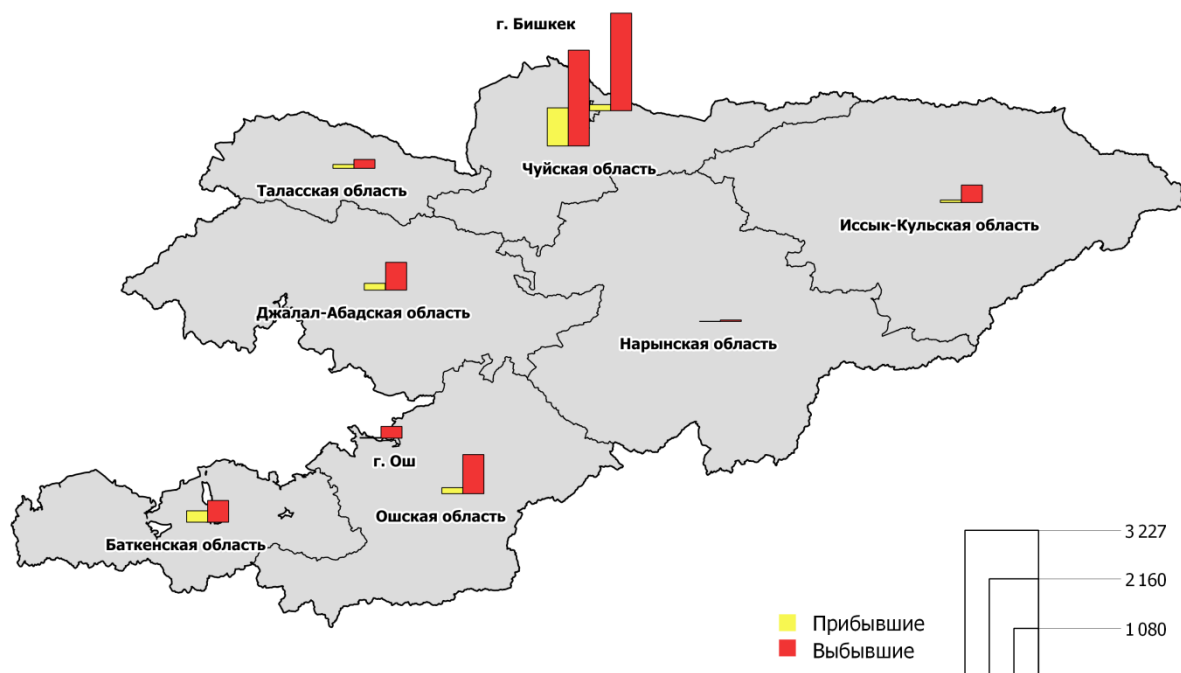 г. Бишкек
Чуйская область
Таласская область
Иссык-Кульская область
Джалал-Абадская область
Нарынская область
г. Ош
Ошская область
Баткенская область
3 227
2 160
1 080
Прибывшие
Выбывшие